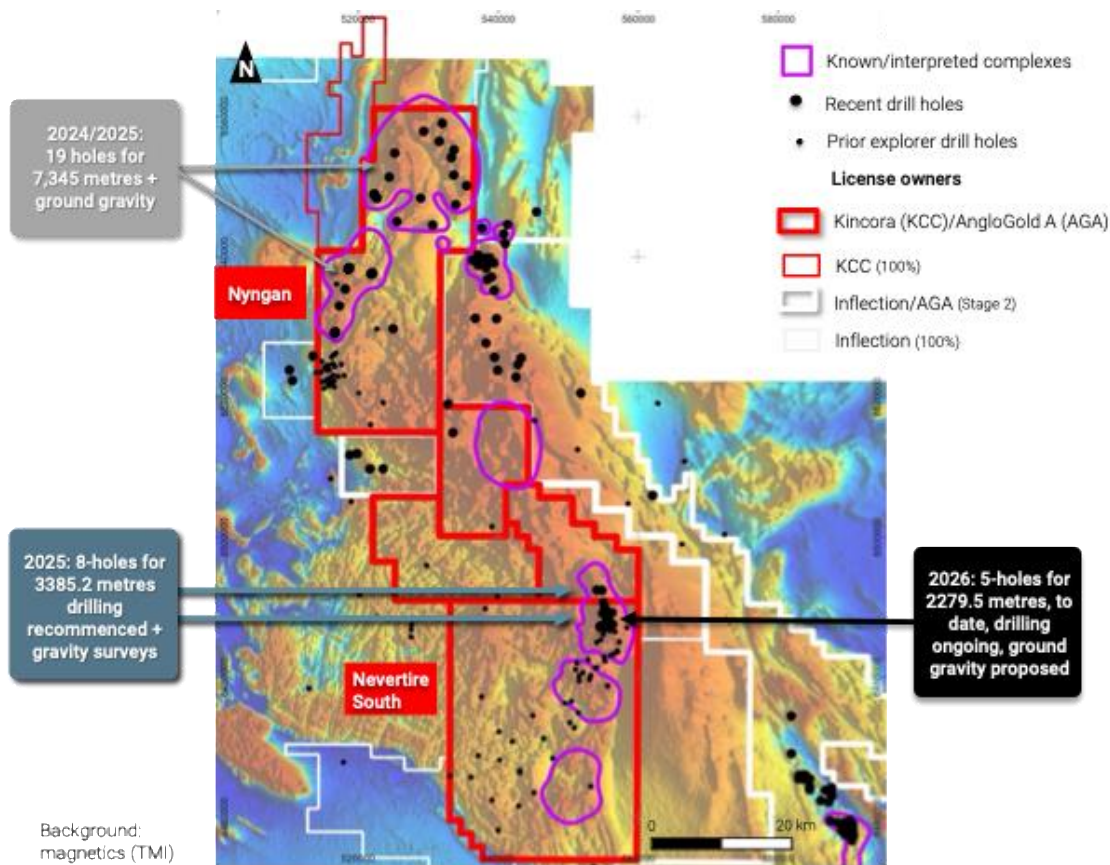 520000
540000
560000
580000
N
Known/interpreted complexes
Recent drill holes
Prior explorer drill holes
License owners
Kincora (KCC)/AngloGold A (AGA)
KCC (100%)
Inflection/AGA (Stage 2)
Inflection (100%)
2024/2025:
19 holes for
7,345 metres +
ground gravity
Nyngan
2025: 8-holes for
3385.2 metres
drilling
recommenced +
gravity surveys
2026: 5-holes for
2279.5 metres, to
date, drilling
ongoing, ground
gravity proposed
Nevertire
South
0
20 km
Background:
magnetics (TMI)